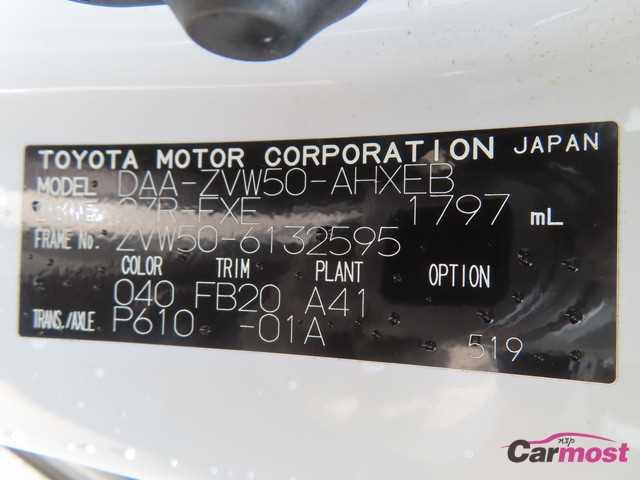 TOYOTA MOTOR CORPORATION JAPAN
MODEL DAA-ZVW50-AHXEB
2ZR-FXE 1797 mL
FRAME No. ZVW50-6132595
COLOR TRIM PLANT OPTION
040 FB20 A41
TRANS./AXLE P610 -01A
519
Carmost